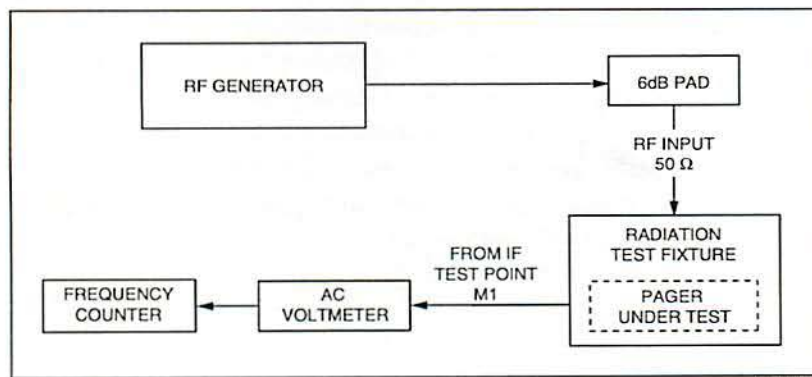 RF GENERATOR
6dB PAD
RF INPUT
50 Ω
RADIATION
TEST FIXTURE
PAGER
UNDER TEST
FROM IF
TEST POINT
M1
AC
VOLTMETER
FREQUENCY
COUNTER